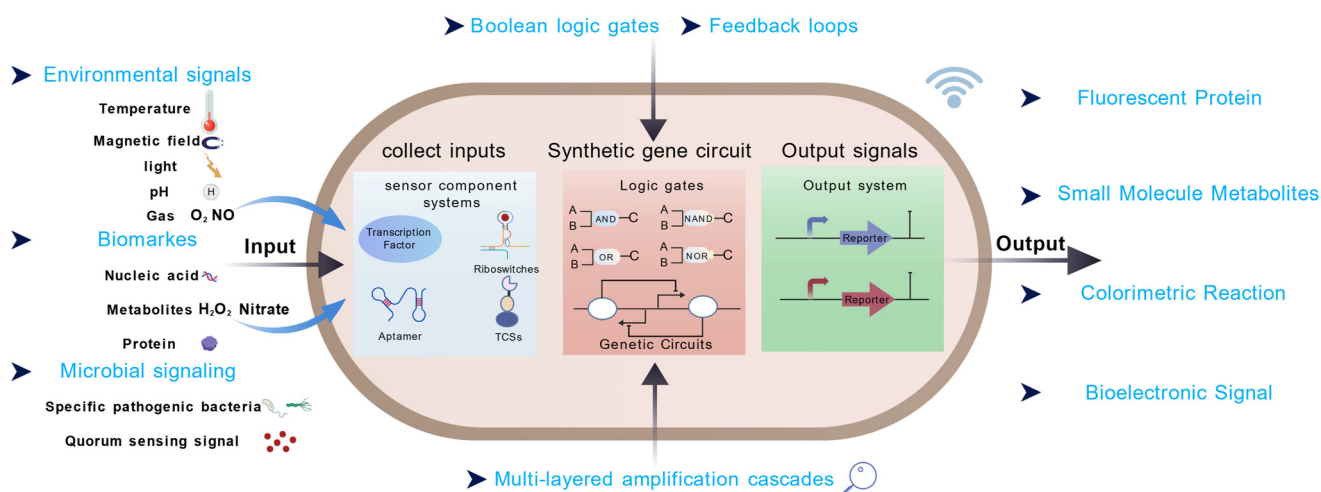 Boolean logic gates
Feedback loops
Environmental signals
Temperature
Magnetic field
light
pH
H
Gas O₂ NO
Biomarkes
Input
Nucleic acid
Metabolites H₂O₂ Nitrate
Protein
Microbial signaling
Specific pathogenic bacteria
Quorum sensing signal
collect inputs
sensor component
systems
Transcription
Factor
Riboswitches
Aptamer
TCSs
Synthetic gene circuit
Logic gates
A
B
AND
C
A
B
NAND
C
A
B
OR
C
A
B
NOR
C
Genetic Circuits
Output signals
Output system
Reporter
Reporter
Output
Fluorescent Protein
Small Molecule Metabolites
Colorimetric Reaction
Bioelectronic Signal
Multi-layered amplification cascades